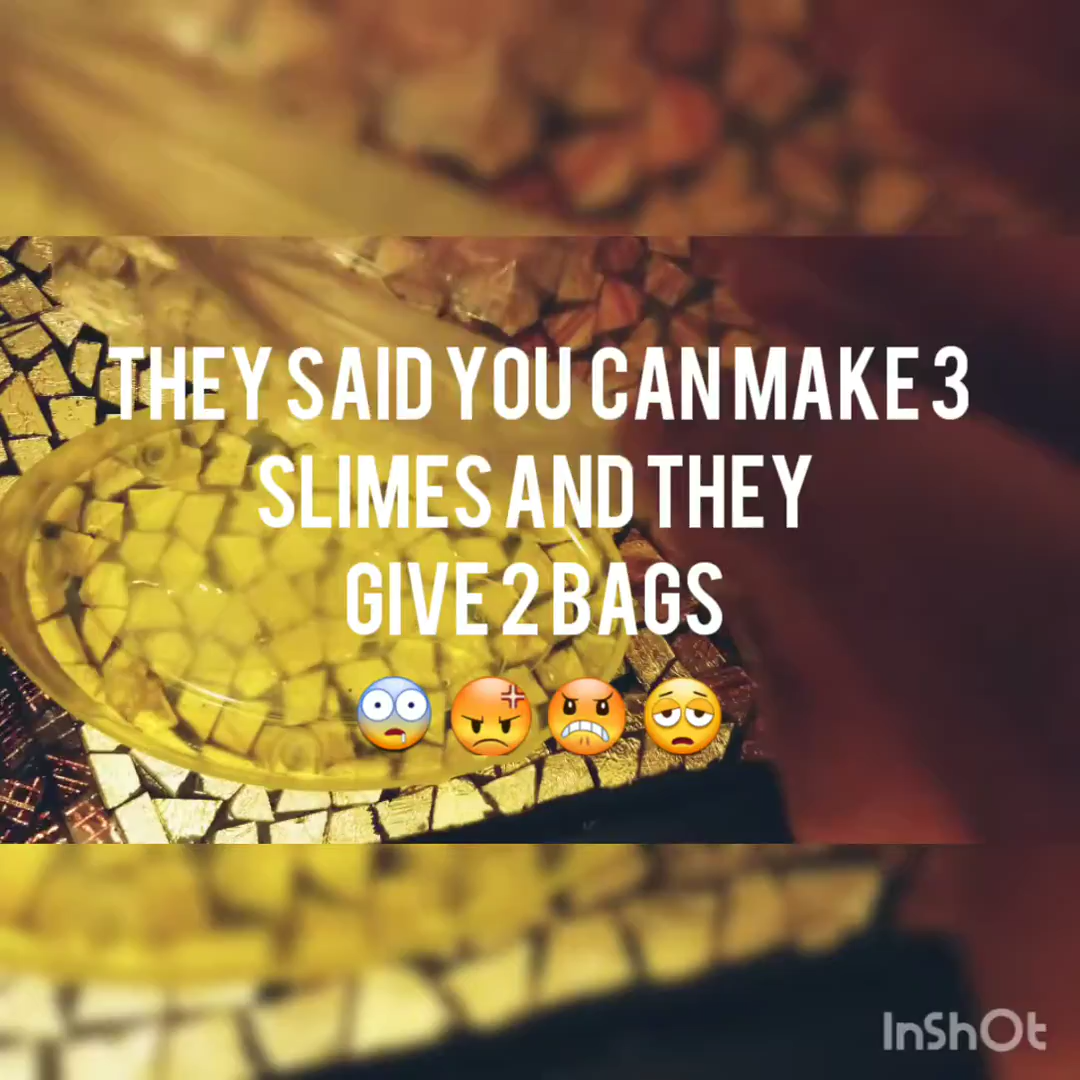 THEY SAID YOU CAN MAKE 3
SLIMES AND THEY
GIVE 2 BAGS
😨😡😠😩
InShOt